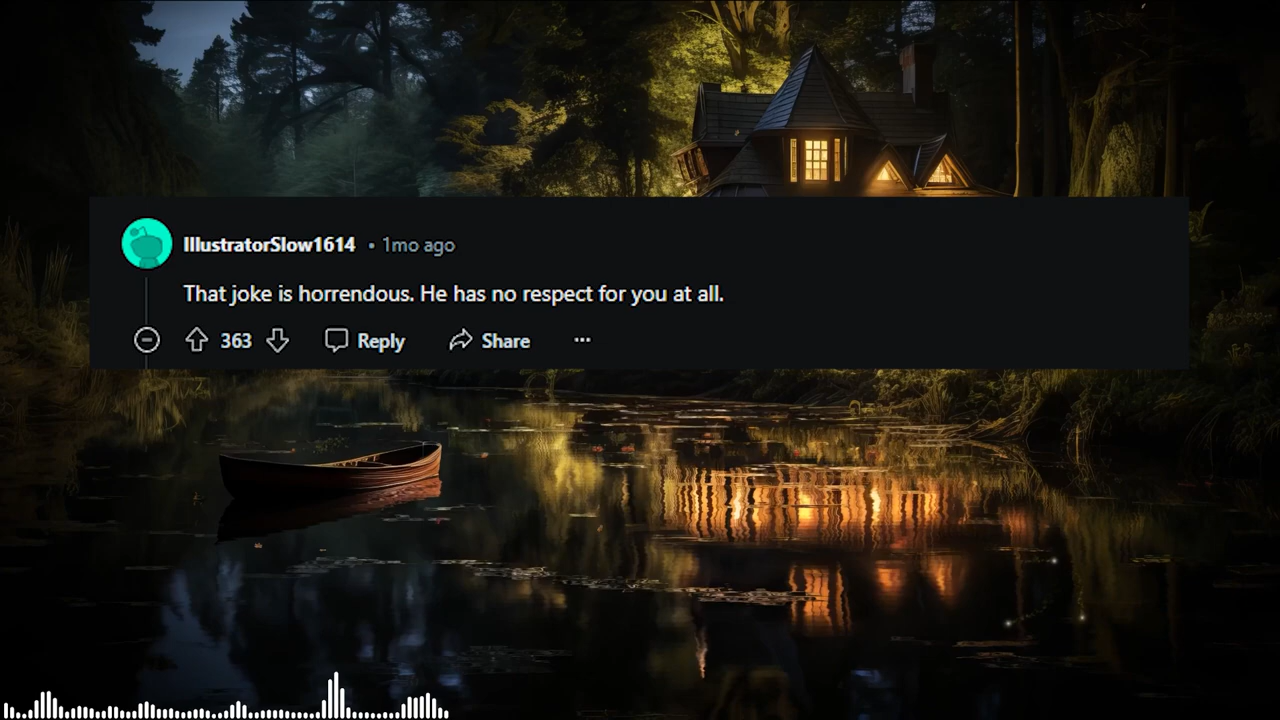 IllustratorSlow1614 • 1mo ago
That joke is horrendous. He has no respect for you at all.
363 Reply Share ...